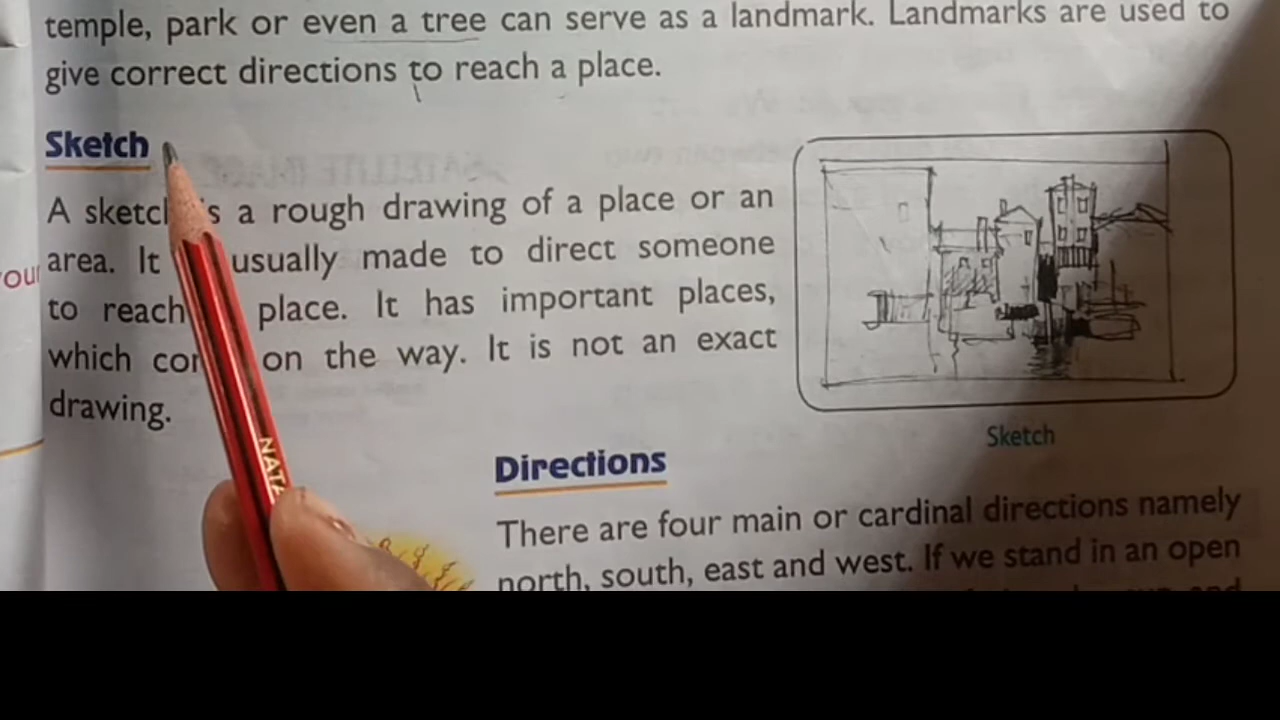 temple, park or even a tree can serve as a landmark. Landmarks are used to
give correct directions to reach a place.
Sketch
A sketch is a rough drawing of a place or an
area. It usually made to direct someone
to reach place. It has important places,
which on the way. It is not an exact
drawing.
Sketch
Directions
There are four main or cardinal directions namely
north, south, east and west. If we stand in an open